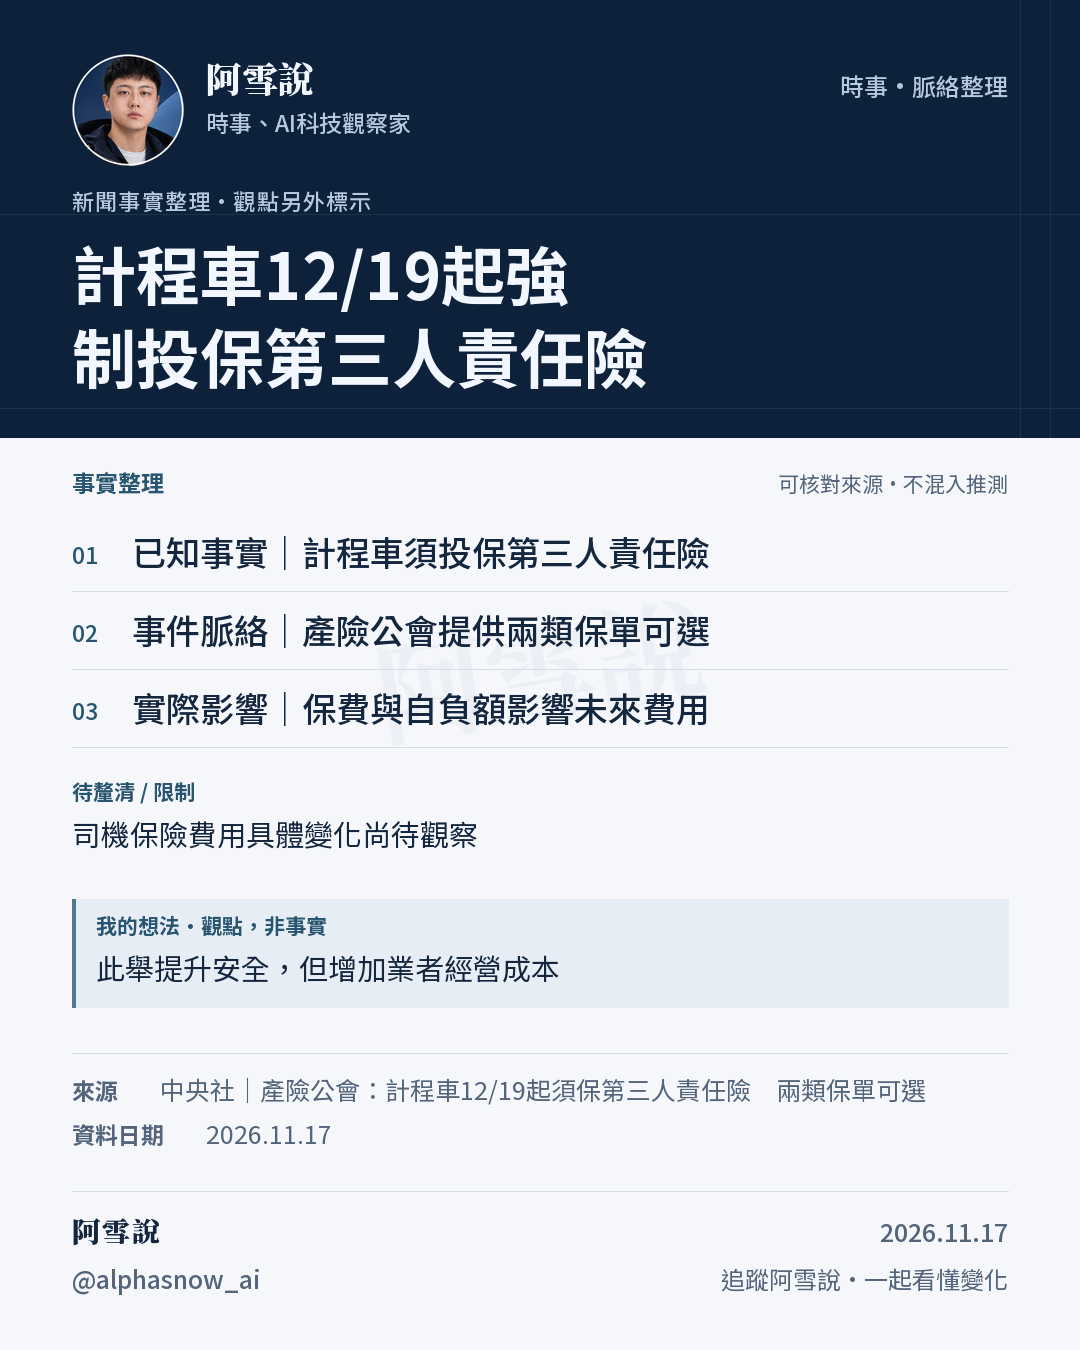 阿雪說
時事、AI科技觀察家
時事・脈絡整理
新聞事實整理・觀點另外標示
計程車12/19起強
制投保第三人責任險
事實整理
可核對來源・不混入推測
01 已知事實｜計程車須投保第三人責任險
02 事件脈絡｜產險公會提供兩類保單可選
03 實際影響｜保費與自負額影響未來費用
阿雪說
待釐清 / 限制
司機保險費用具體變化尚待觀察
我的想法・觀點，非事實
此舉提升安全，但增加業者經營成本
來源 中央社｜產險公會：計程車12/19起須保第三人責任險　兩類保單可選
資料日期 2026.11.17
阿雪說
2026.11.17
@alphasnow_ai
追蹤阿雪說・一起看懂變化